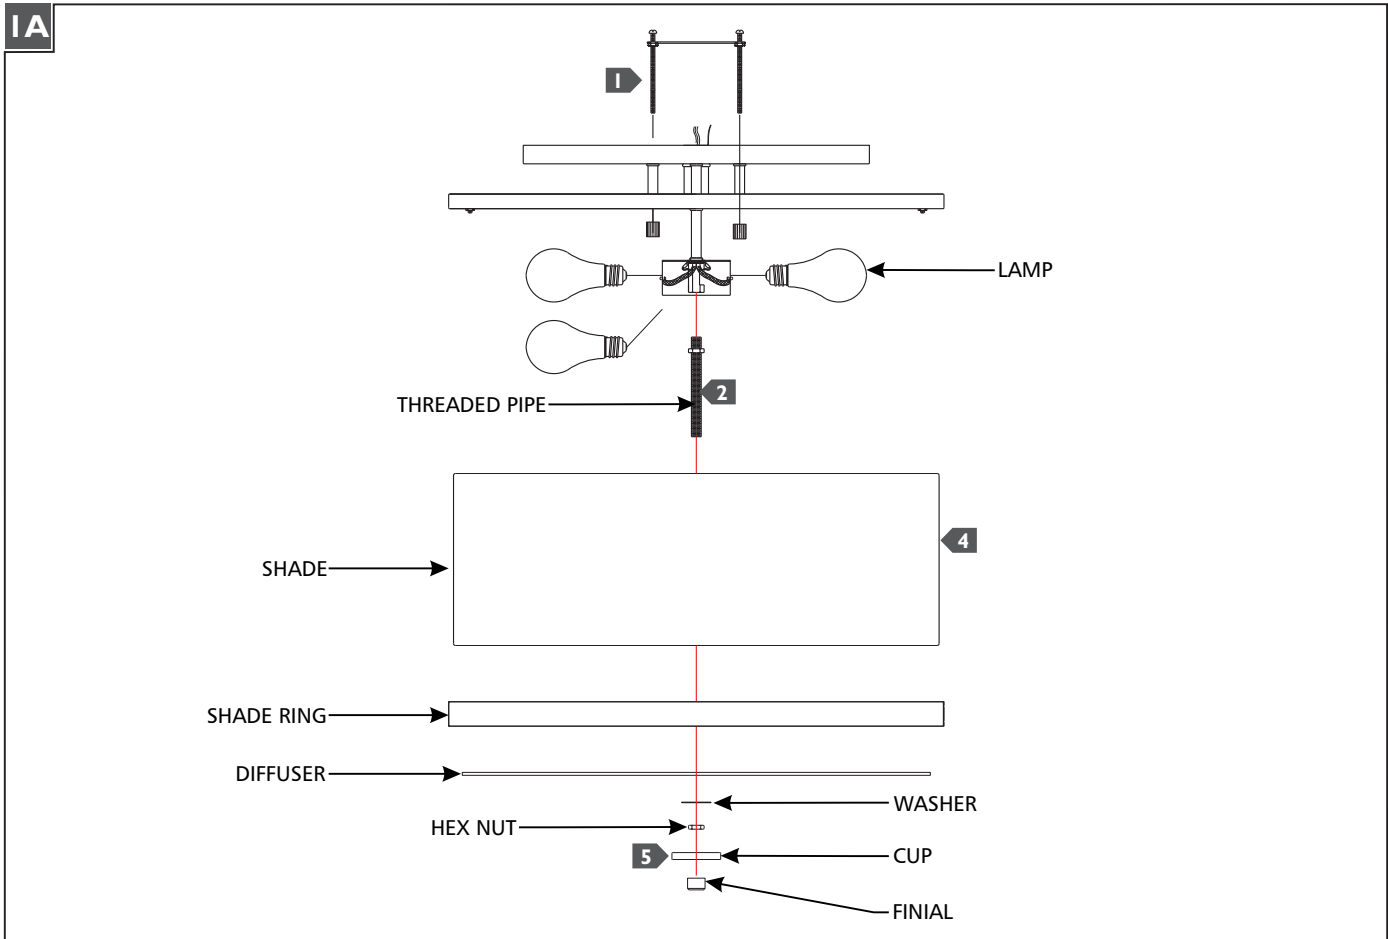 1A
1
LAMP
2
THREADED PIPE
4
SHADE
SHADE RING
DIFFUSER
WASHER
HEX NUT
5
CUP
FINIAL